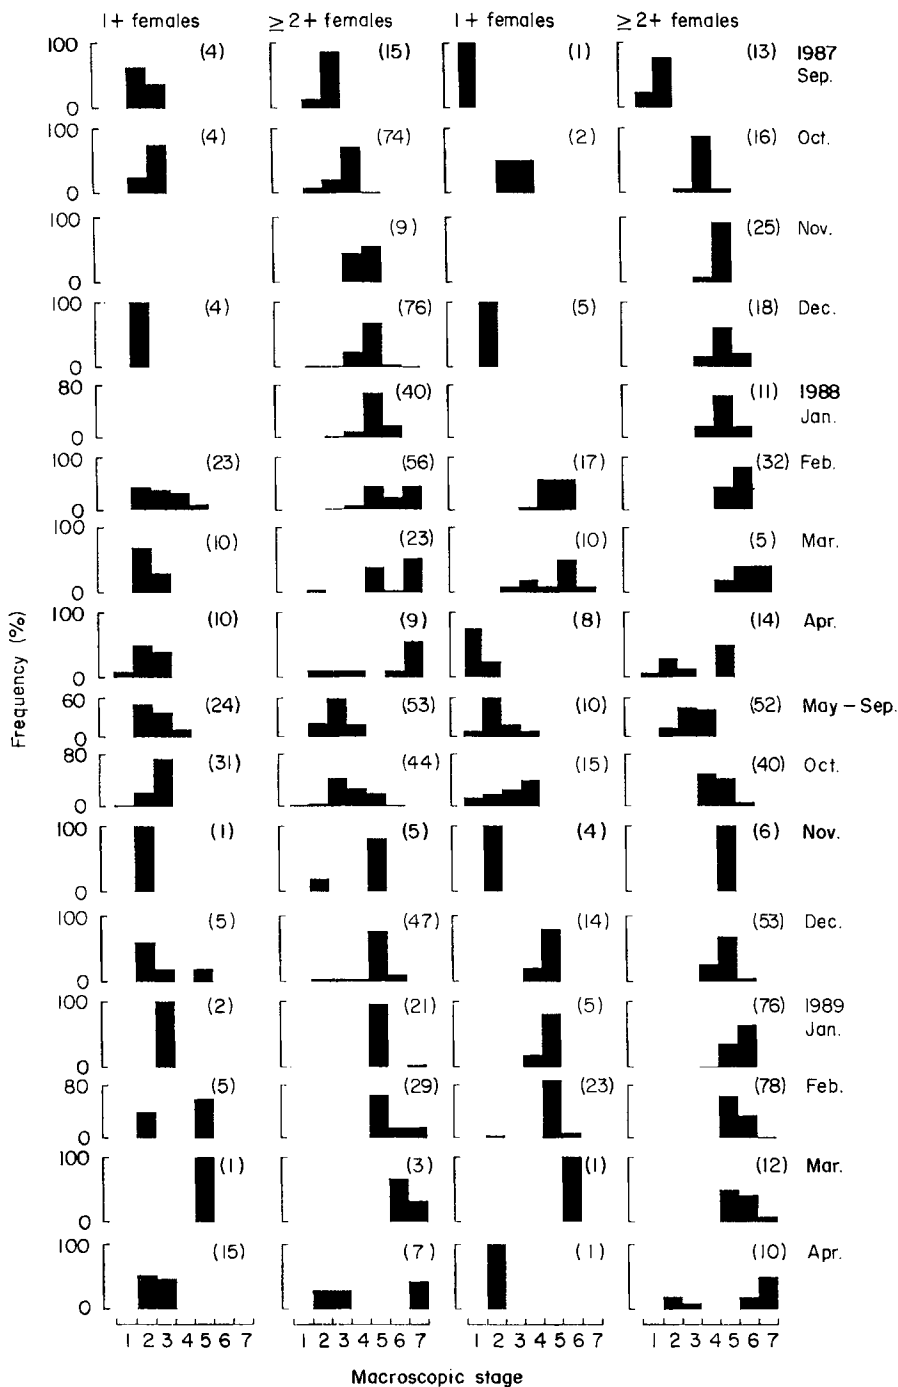 1+ females ≥2+ females 1+ females ≥2+ females
100 (4) (15) (1) (13) 1987
0 Sep.
100 (4) (74) (2) (16) Oct.
0
100 (9) (25) Nov.
0
100 (4) (76) (5) (18) Dec.
0
80 (40) (11) 1988
0 Jan.
100 (23) (56) (17) (32) Feb.
0
100 (10) (23) (10) (5) Mar.
0
100 (10) (9) (8) (14) Apr.
0
60 (24) (53) (10) (52) May – Sep.
0
80 (31) (44) (15) (40) Oct.
0
100 (1) (5) (4) (6) Nov.
0
100 (5) (47) (14) (53) Dec.
0
100 (2) (21) (5) (76) 1989
0 Jan.
80 (5) (29) (23) (78) Feb.
0
100 (1) (3) (1) (12) Mar.
0
100 (15) (7) (1) (10) Apr.
0
1 2 3 4 5 6 7 1 2 3 4 5 6 7 1 2 3 4 5 6 7 1 2 3 4 5 6 7
Macroscopic stage
Frequency (%)